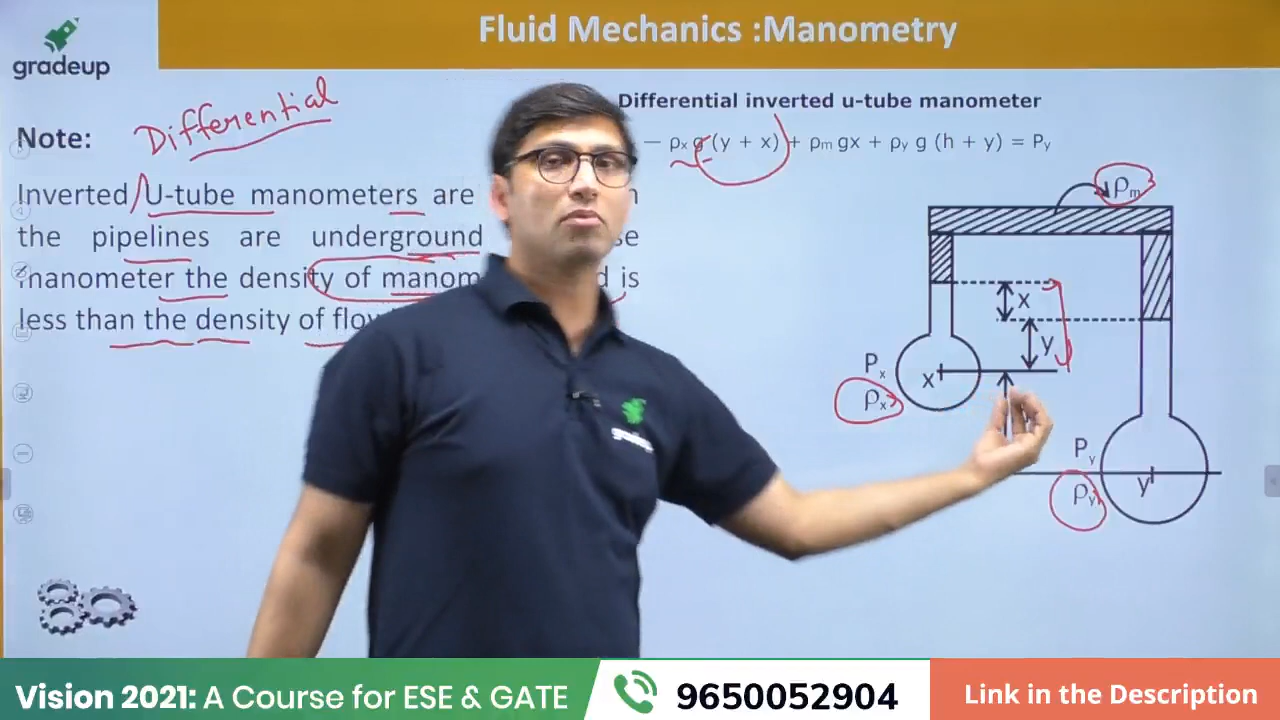 Fluid Mechanics :Manometry
gradeup
Differential
Note:
Inverted U-tube manometers are
the pipelines are underground
manometer the density of manom
is
less than the density of
Differential inverted u-tube manometer
− ρx g (y + x) + ρm gx + ρy g (h + y) = Py
ρm
x
y
Px
x
ρx
Py
y
ρy
gradeup
Vision 2021: A Course for ESE & GATE
9650052904
Link in the Description